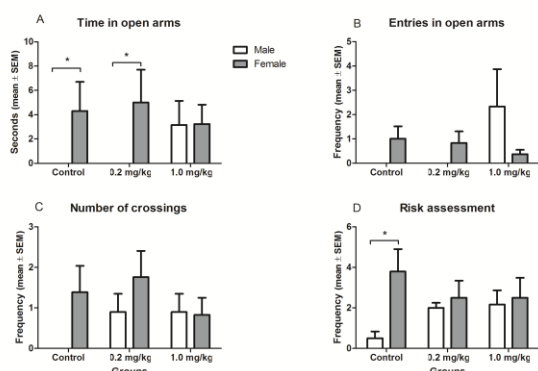 A
Time in open arms
Seconds (mean ± SEM)
10
8
6
4
2
0
*
*
Male
Female
Control
0.2 mg/kg
1.0 mg/kg
B
Entries in open arms
Frequency (mean ± SEM)
5
4
3
2
1
0
Control
0.2 mg/kg
1.0 mg/kg
C
Number of crossings
Frequency (mean ± SEM)
3
2
1
0
Control
0.2 mg/kg
1.0 mg/kg
Groups
D
Risk assessment
Frequency (mean ± SEM)
6
4
2
0
*
Control
0.2 mg/kg
1.0 mg/kg
Groups